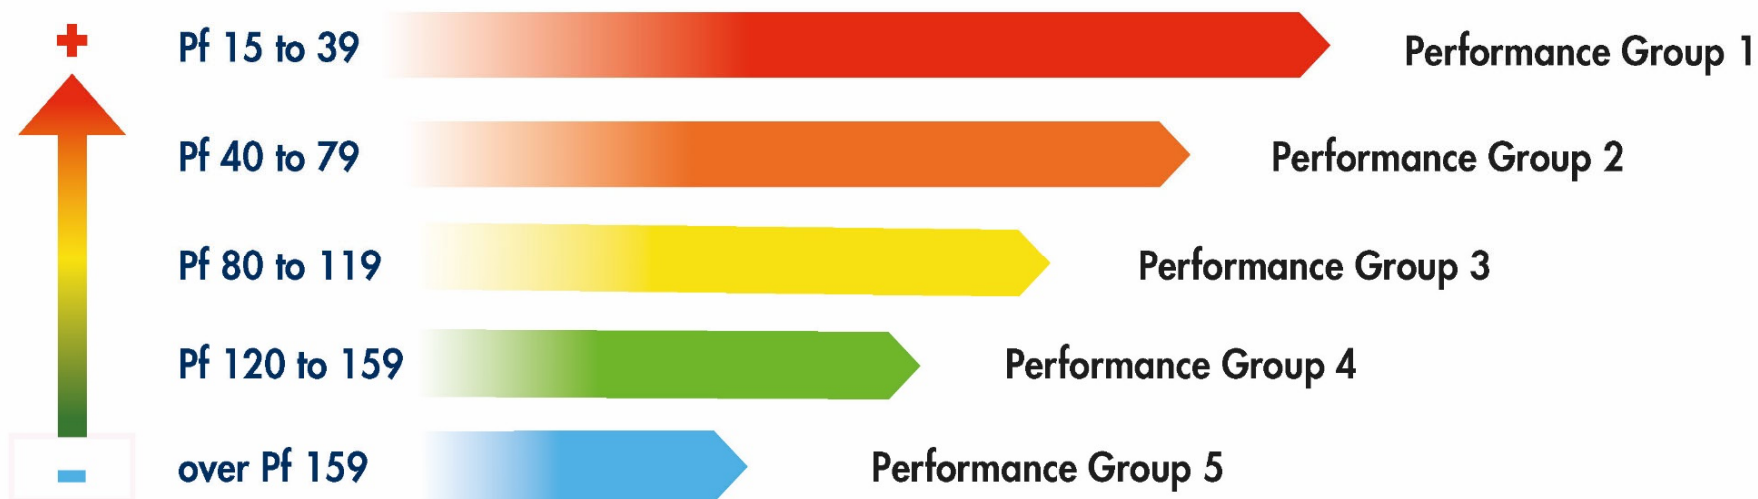 +
Pf 15 to 39 Performance Group 1
Pf 40 to 79 Performance Group 2
Pf 80 to 119 Performance Group 3
Pf 120 to 159 Performance Group 4
-
over Pf 159 Performance Group 5